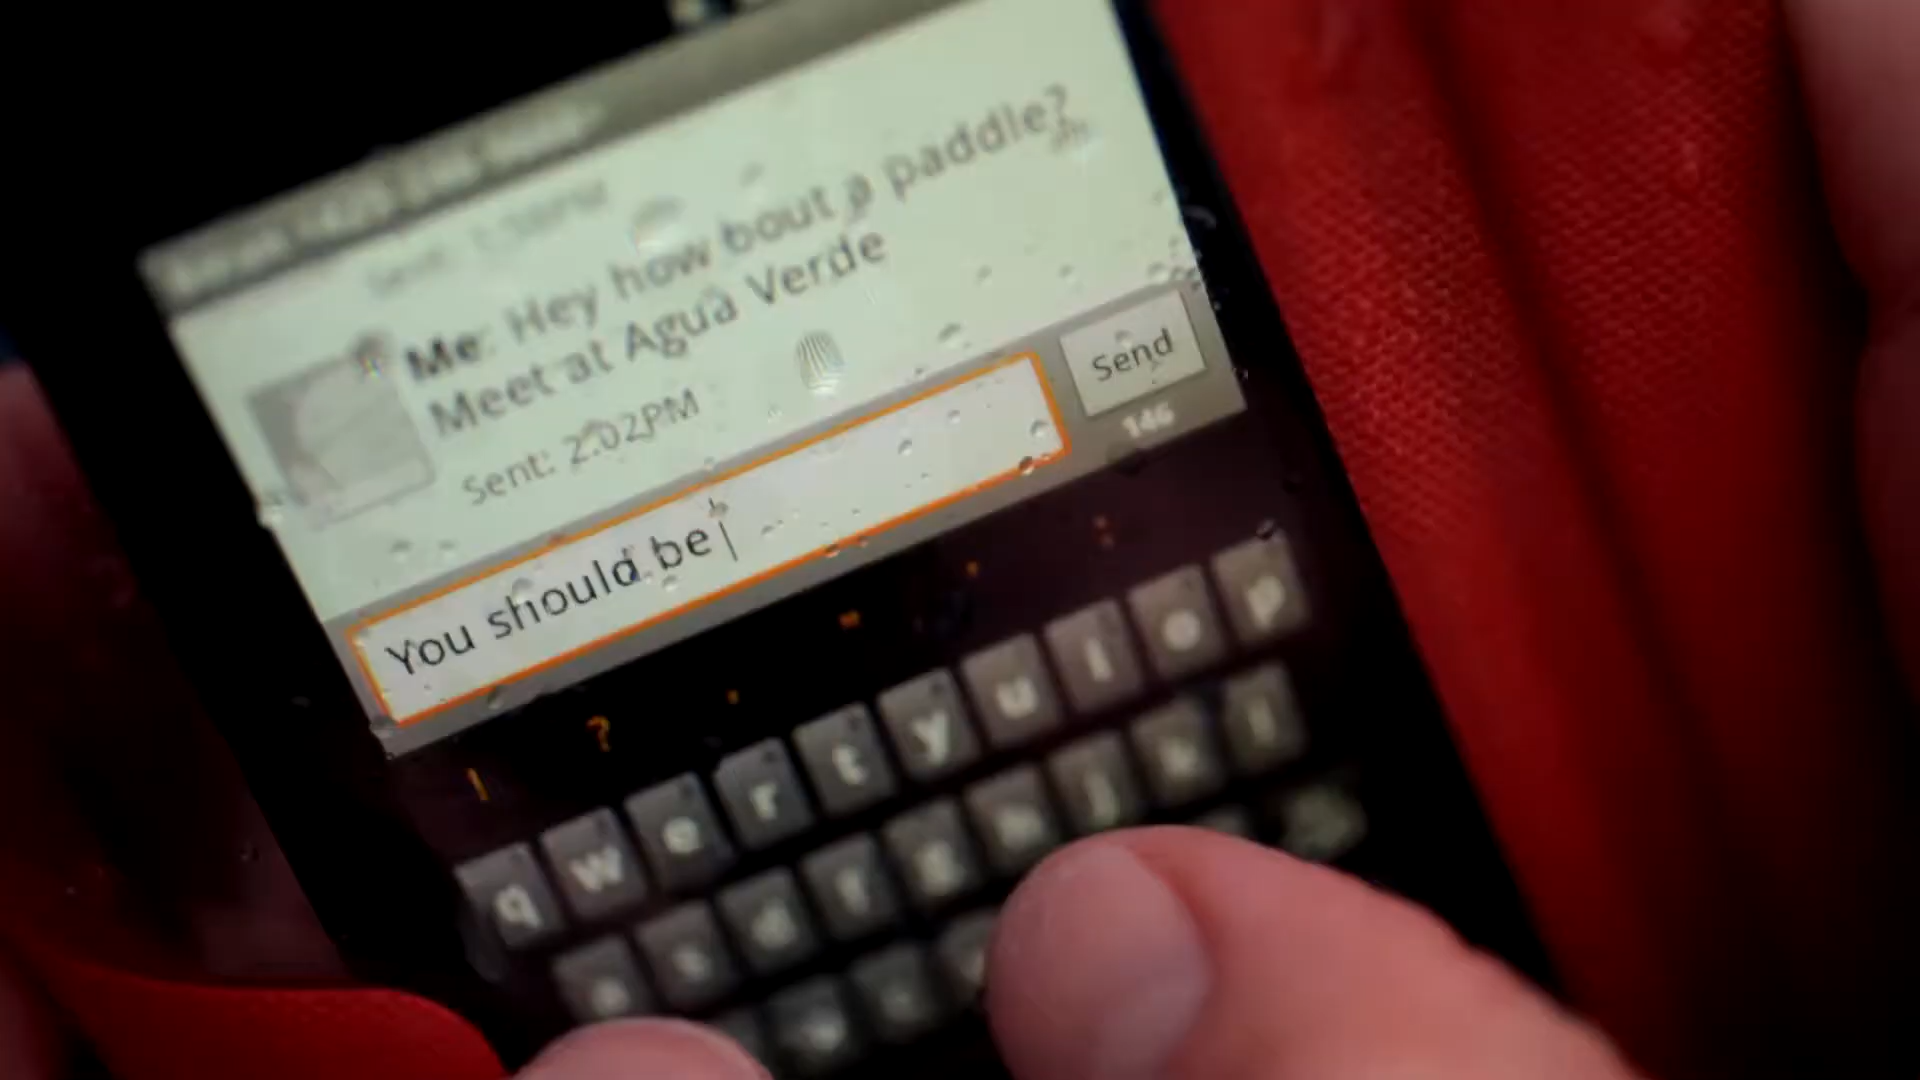 Me: Hey how bout a paddle?
Meet at Agua Verde
Sent: 2:02PM
Send
146
You should be
?
q w e r t y u i o p
a s d f g h j k l